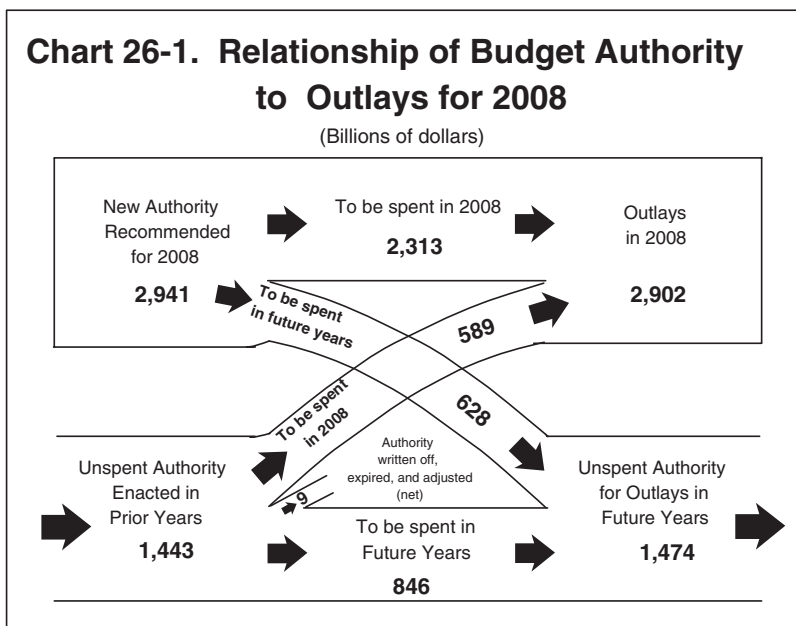 Chart 26-1. Relationship of Budget Authority
to Outlays for 2008
(Billions of dollars)
New Authority
Recommended
for 2008
2,941
To be spent in 2008
2,313
Outlays
in 2008
2,902
To be spent
in future years
589
To be spent
in 2008
628
Authority
written off,
expired, and adjusted
(net)
9
Unspent Authority
Enacted in
Prior Years
1,443
To be spent in
Future Years
846
Unspent Authority
for Outlays in
Future Years
1,474